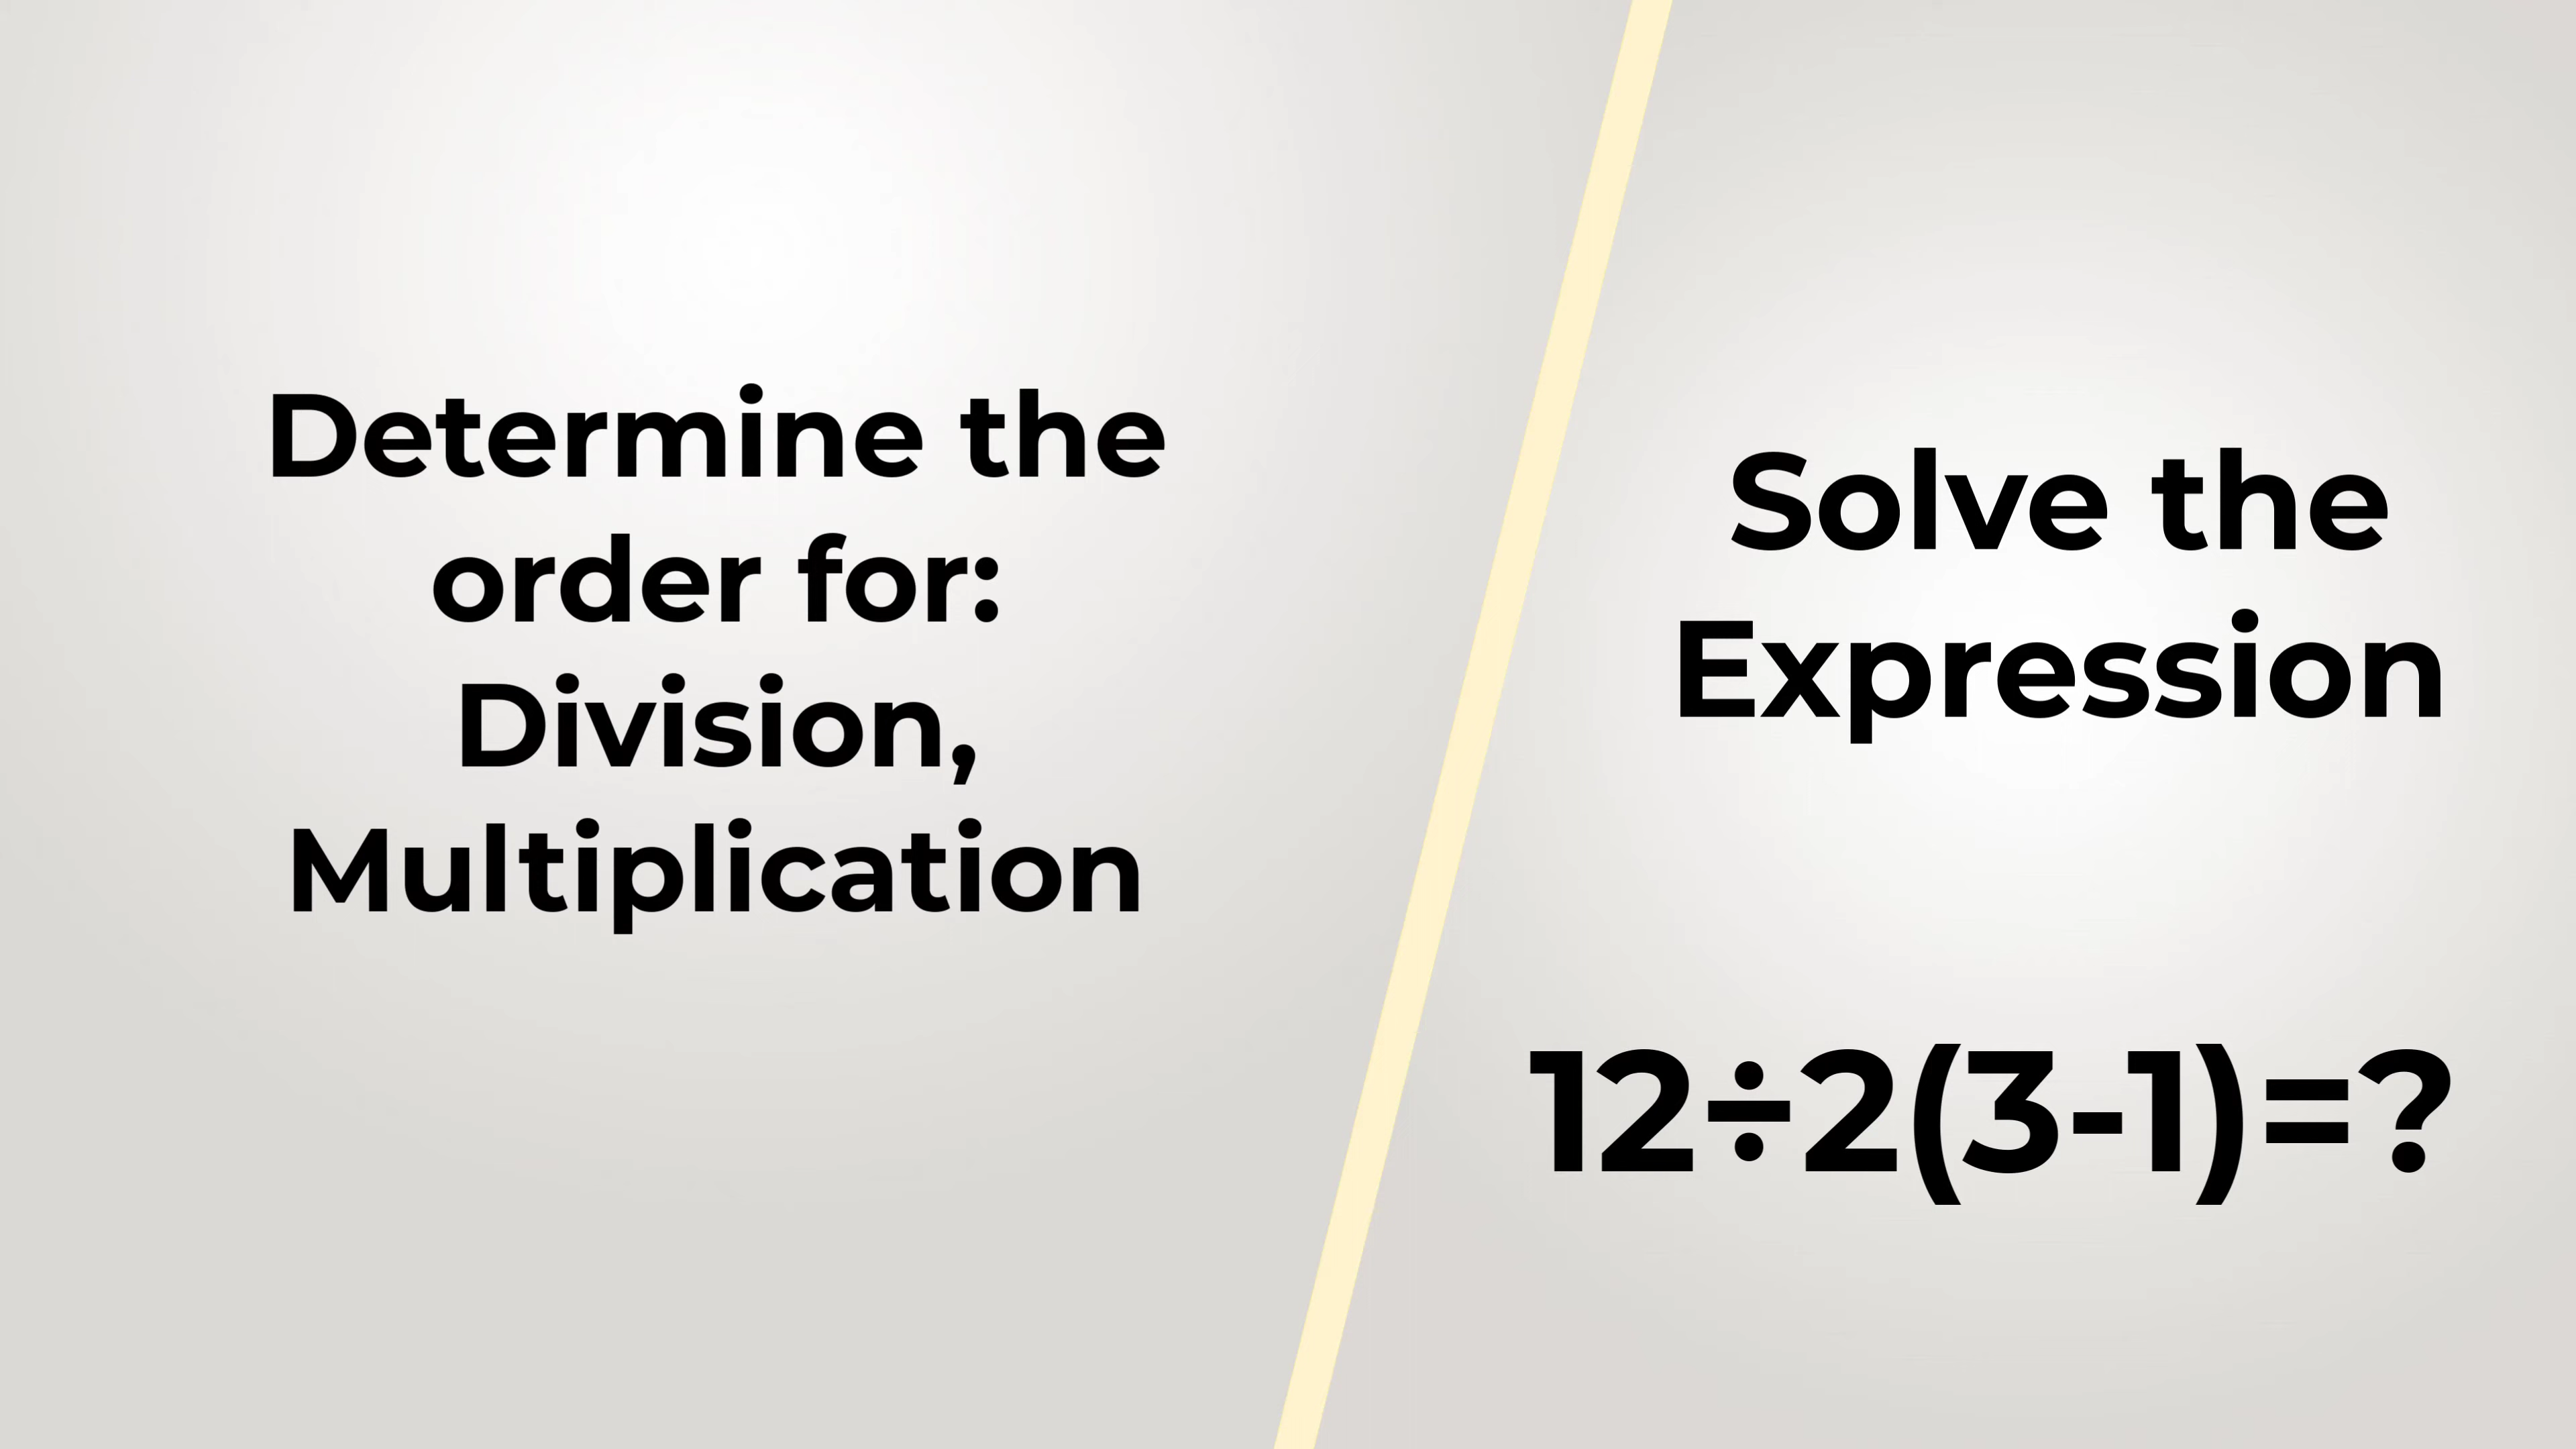 Determine the
order for:
Division,
Multiplication
Solve the
Expression
12÷2(3-1)=?